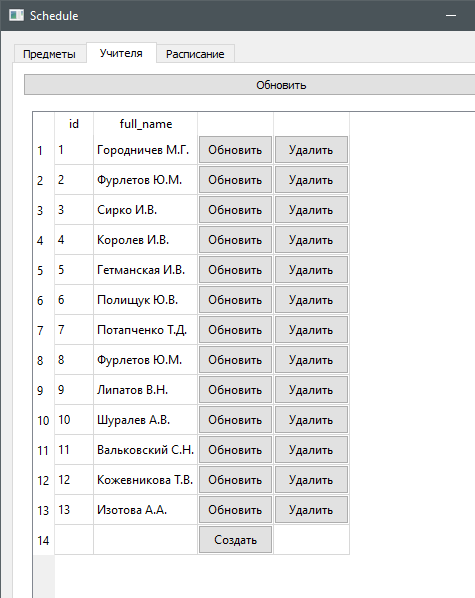 Schedule
Предметы Учителя Расписание
Обновить
id full_name
1 1 Городничев М.Г. Обновить Удалить
2 2 Фурлетов Ю.М. Обновить Удалить
3 3 Сирко И.В. Обновить Удалить
4 4 Королев И.В. Обновить Удалить
5 5 Гетманская И.В. Обновить Удалить
6 6 Полищук Ю.В. Обновить Удалить
7 7 Потапченко Т.Д. Обновить Удалить
8 8 Фурлетов Ю.М. Обновить Удалить
9 9 Липатов В.Н. Обновить Удалить
10 10 Шуралев А.В. Обновить Удалить
11 11 Вальковский С.Н. Обновить Удалить
12 12 Кожевникова Т.В. Обновить Удалить
13 13 Изотова А.А. Обновить Удалить
14 Создать